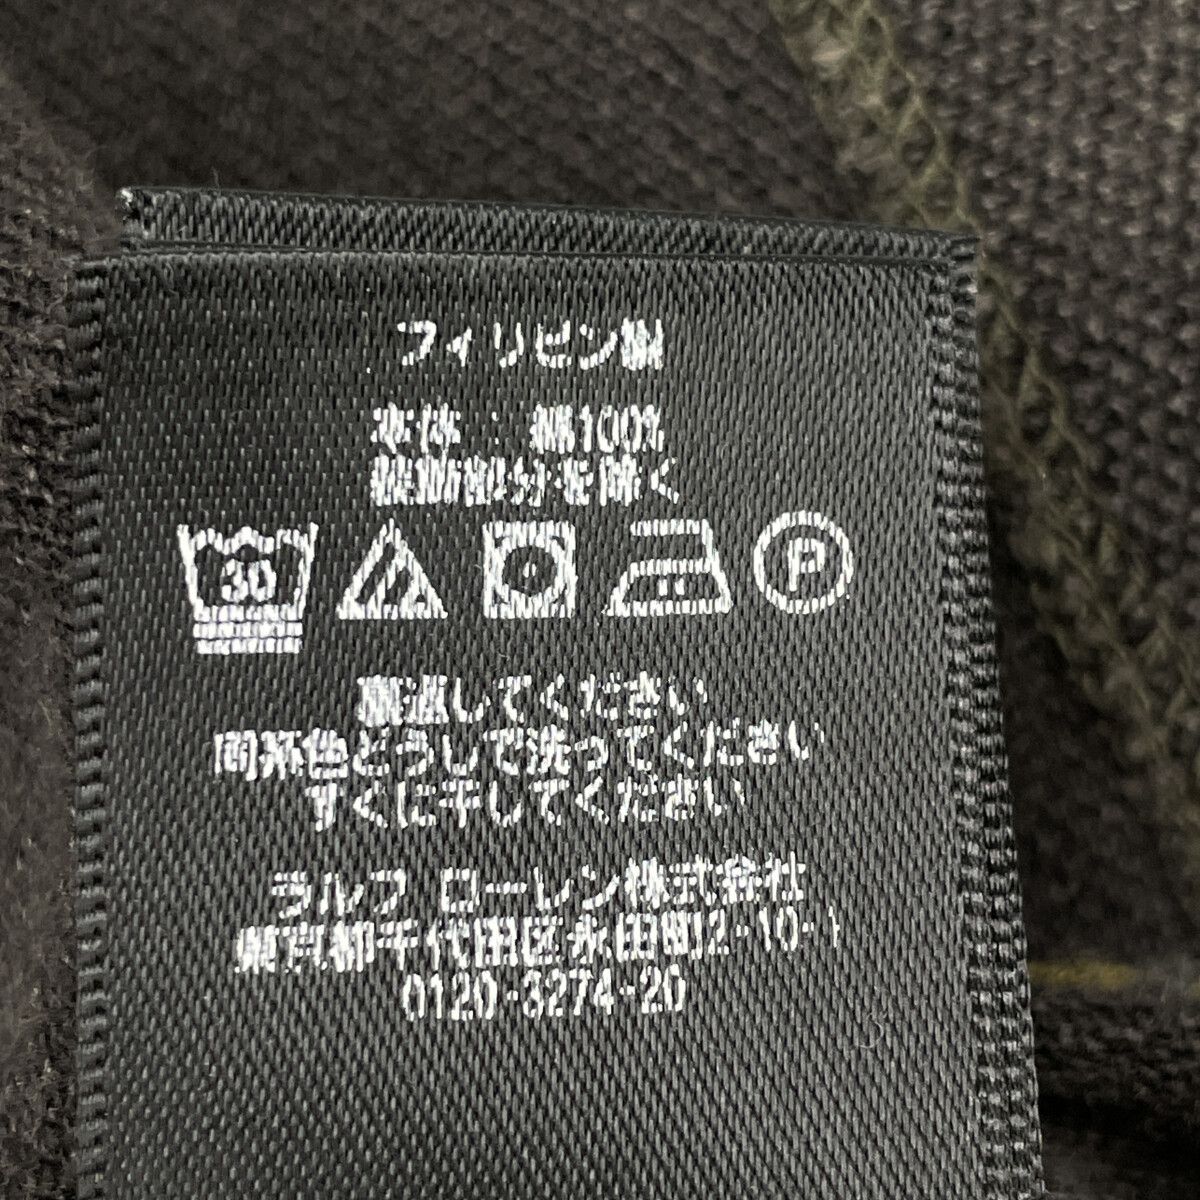 フィリピン製
本体 : 綿100%
装飾部分を除く
30
P
裏返してください
同系色どうしで洗ってください
すぐに干してください
ラルフ ローレン株式会社
東京都千代田区永田町2-10-1
0120-3274-20